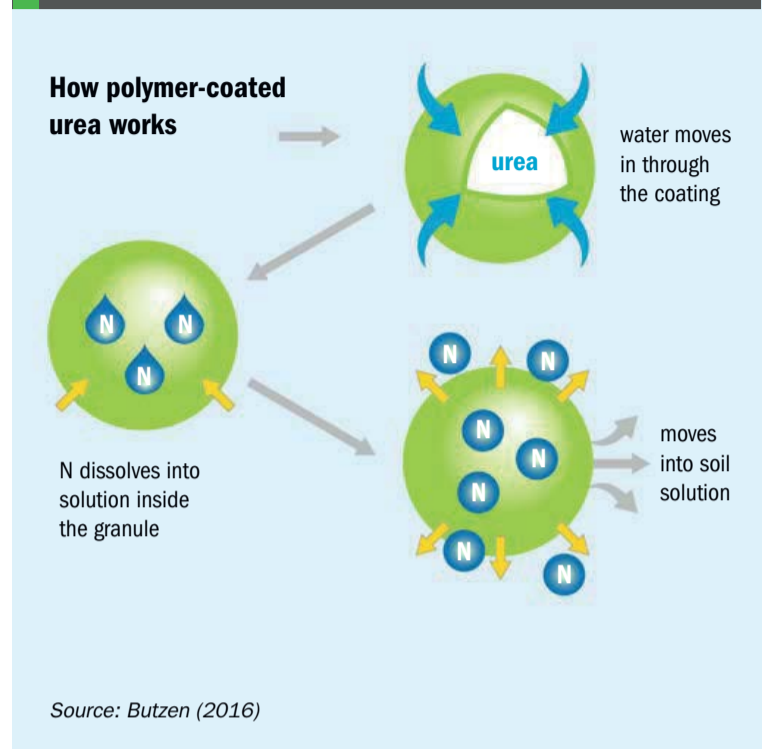 How polymer-coated
urea works
urea
water moves
in through
the coating
N
N
N
N dissolves into
solution inside
the granule
N
N
N
N
N
N
N
moves
into soil
solution
Source: Butzen (2016)